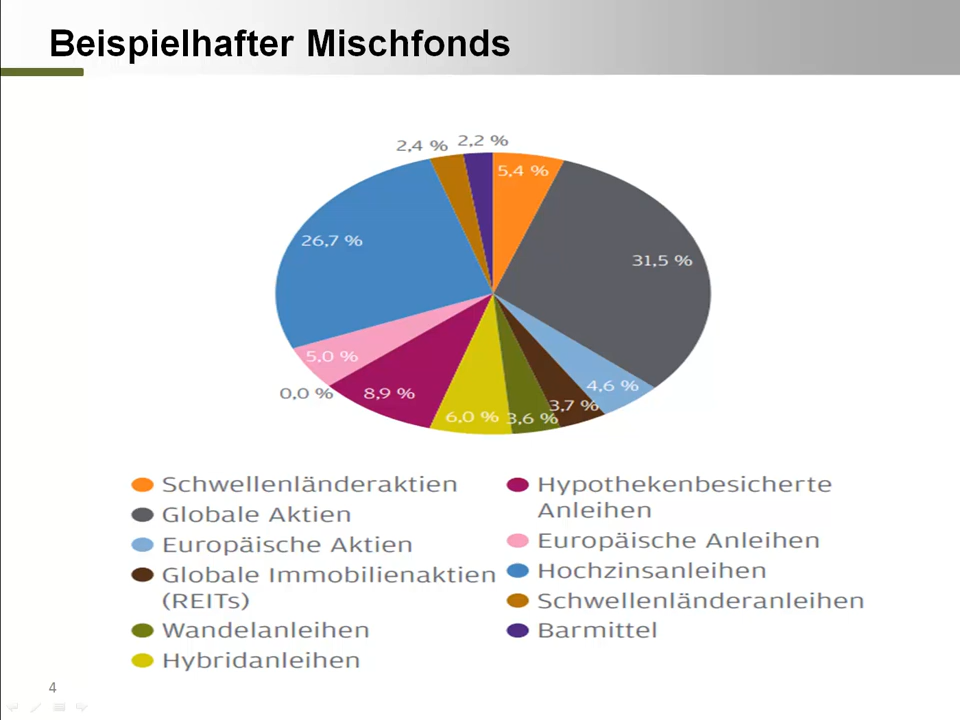 Beispielhafter Mischfonds
2,4 %
2,2 %
5,4 %
26,7 %
31,5 %
5,0 %
4,6 %
0,0 %
8,9 %
3,7 %
6,0 %
3,6 %
Schwellenländeraktien
Globale Aktien
Europäische Aktien
Globale Immobilienaktien
(REITs)
Wandelanleihen
Hybridanleihen
Hypothekenbesicherte
Anleihen
Europäische Anleihen
Hochzinsanleihen
Schwellenländeranleihen
Barmittel
4